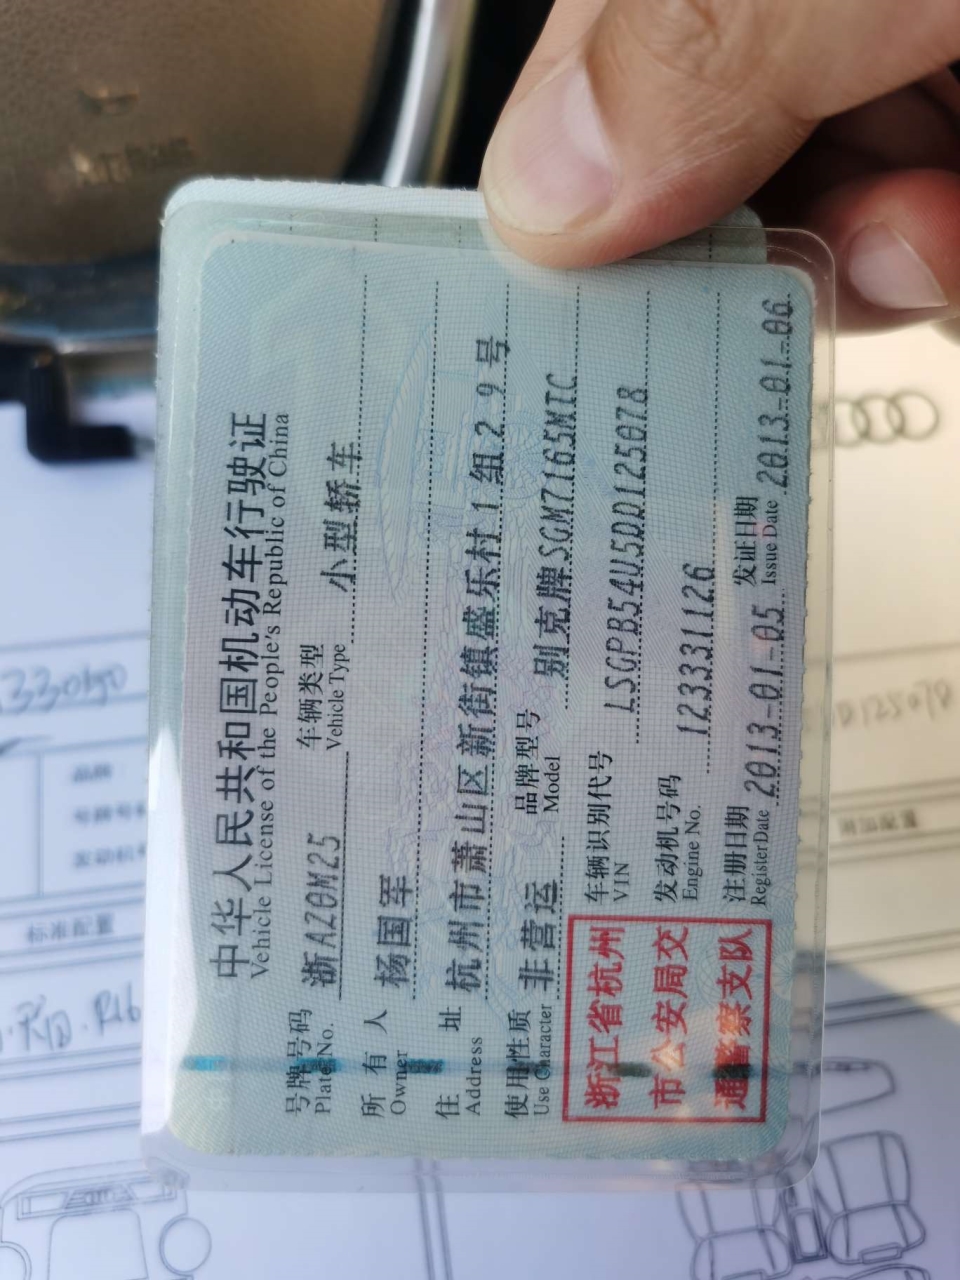 中华人民共和国机动车行驶证
Vehicle License of the People's Republic of China
号牌号码 浙A20M25 车辆类型 小型轿车
Plate No. Vehicle Type
所有人 杨国军
Owner
住址 杭州市萧山区新街镇盛乐村1组29号
Address
使用性质 非营运 品牌型号 别克牌SGM7165MTC
Use Character Model
浙江省杭州
市公安局交
通警察支队
车辆识别代号 LSGPB54U5DD125078
VIN
发动机号码 123331126
Engine No.
注册日期 2013-01-05 发证日期 2013-01-06
Register Date Issue Date
标准配置